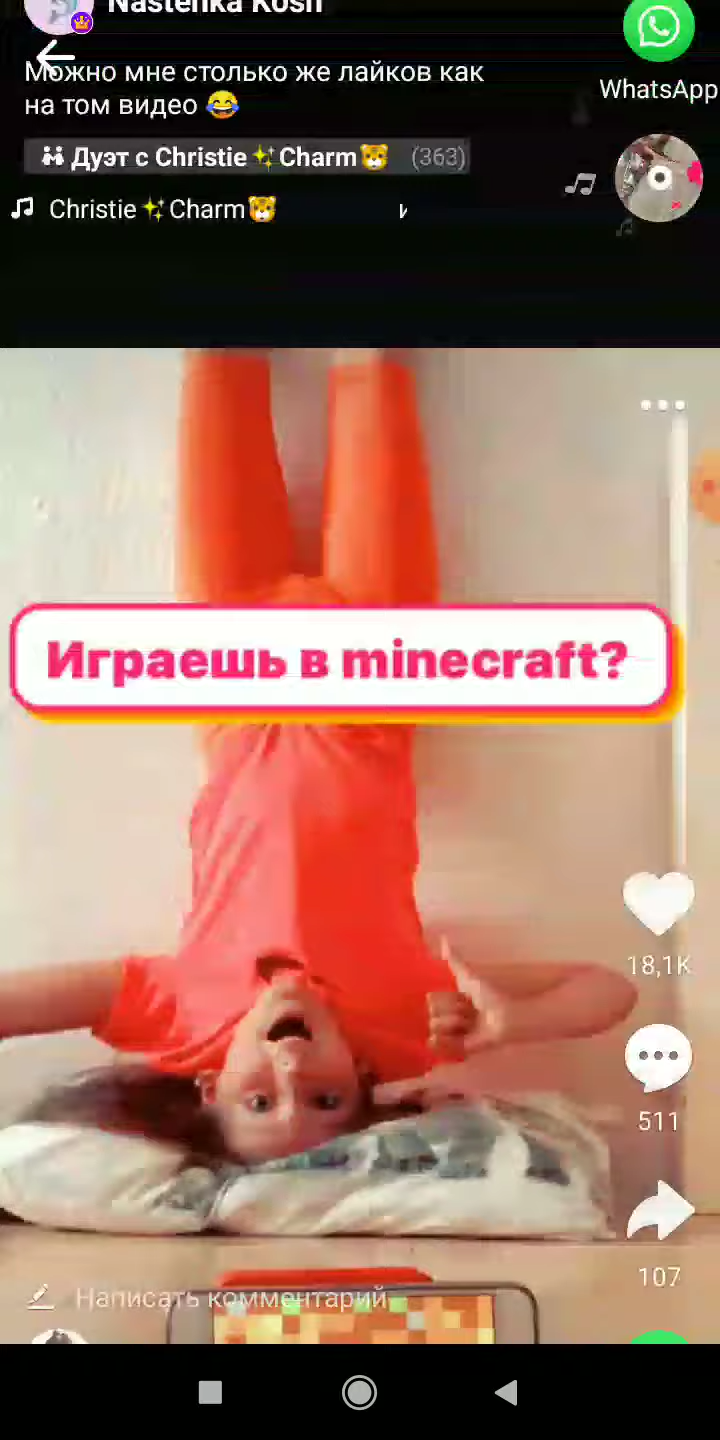 Nastenka Kosh
WhatsApp
Можно мне столько же лайков как
на том видео 😂
Дуэт с Christie✨Charm🐯 (363)
Christie✨Charm🐯 и
Играешь в minecraft?
18,1K
511
107
Написать комментарий